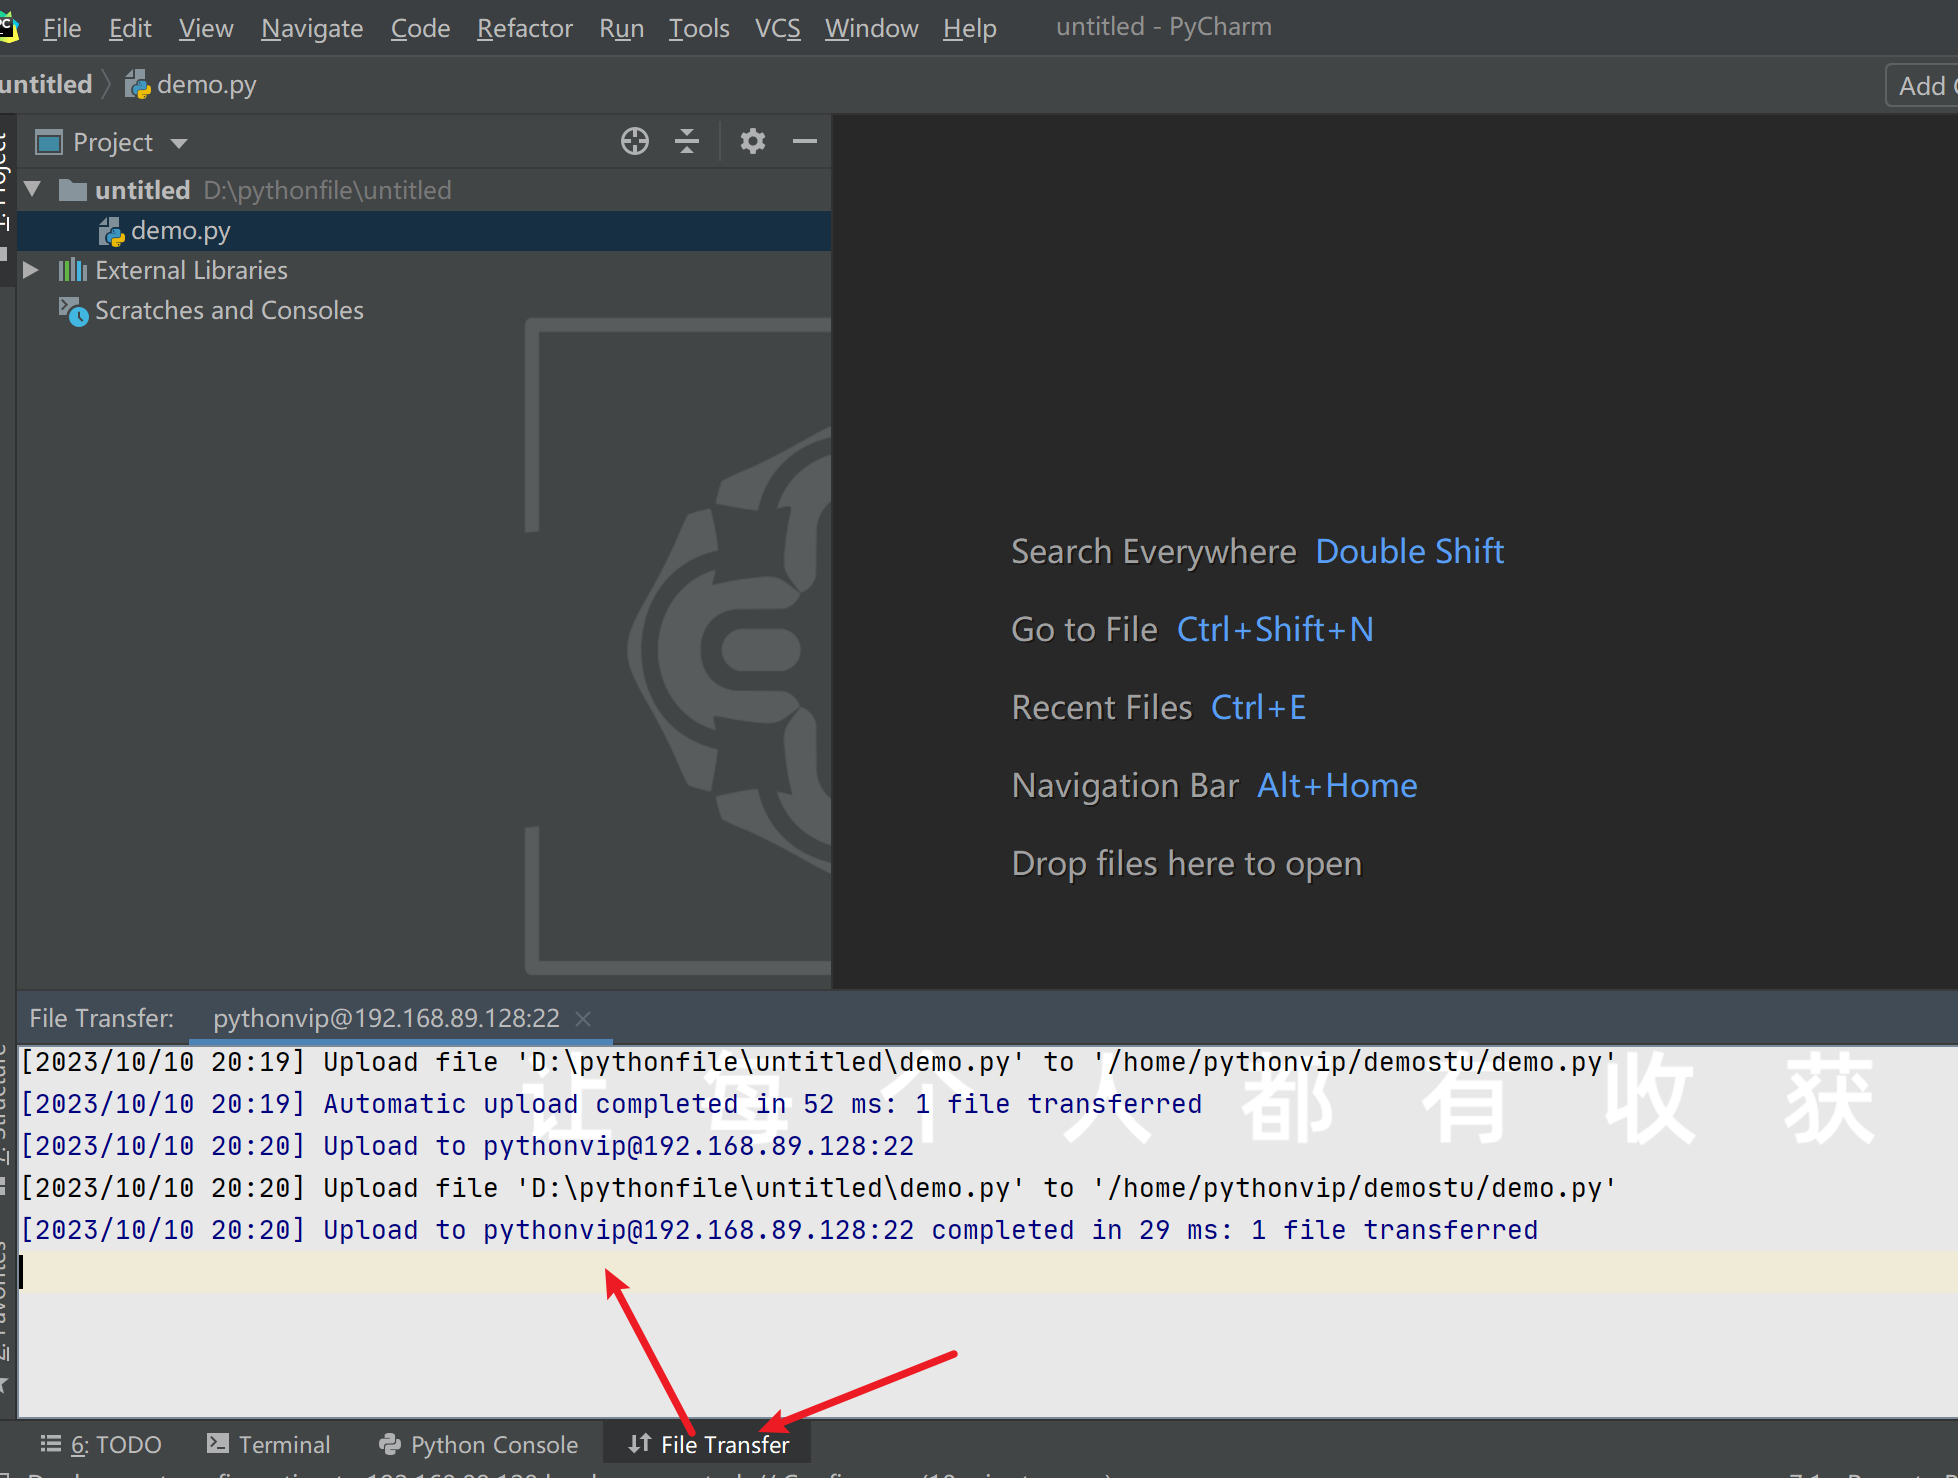 File Edit View Navigate Code Refactor Run Tools VCS Window Help untitled - PyCharm
untitled demo.py
Add
Project
untitled D:\pythonfile\untitled
demo.py
External Libraries
Scratches and Consoles
Search Everywhere Double Shift
Go to File Ctrl+Shift+N
Recent Files Ctrl+E
Navigation Bar Alt+Home
Drop files here to open
File Transfer: pythonvip@192.168.89.128:22
[2023/10/10 20:19] Upload file 'D:\pythonfile\untitled\demo.py' to '/home/pythonvip/demostu/demo.py'
[2023/10/10 20:19] Automatic upload completed in 52 ms: 1 file transferred
让每个人都有收获
[2023/10/10 20:20] Upload to pythonvip@192.168.89.128:22
[2023/10/10 20:20] Upload file 'D:\pythonfile\untitled\demo.py' to '/home/pythonvip/demostu/demo.py'
[2023/10/10 20:20] Upload to pythonvip@192.168.89.128:22 completed in 29 ms: 1 file transferred
6: TODO Terminal Python Console File Transfer